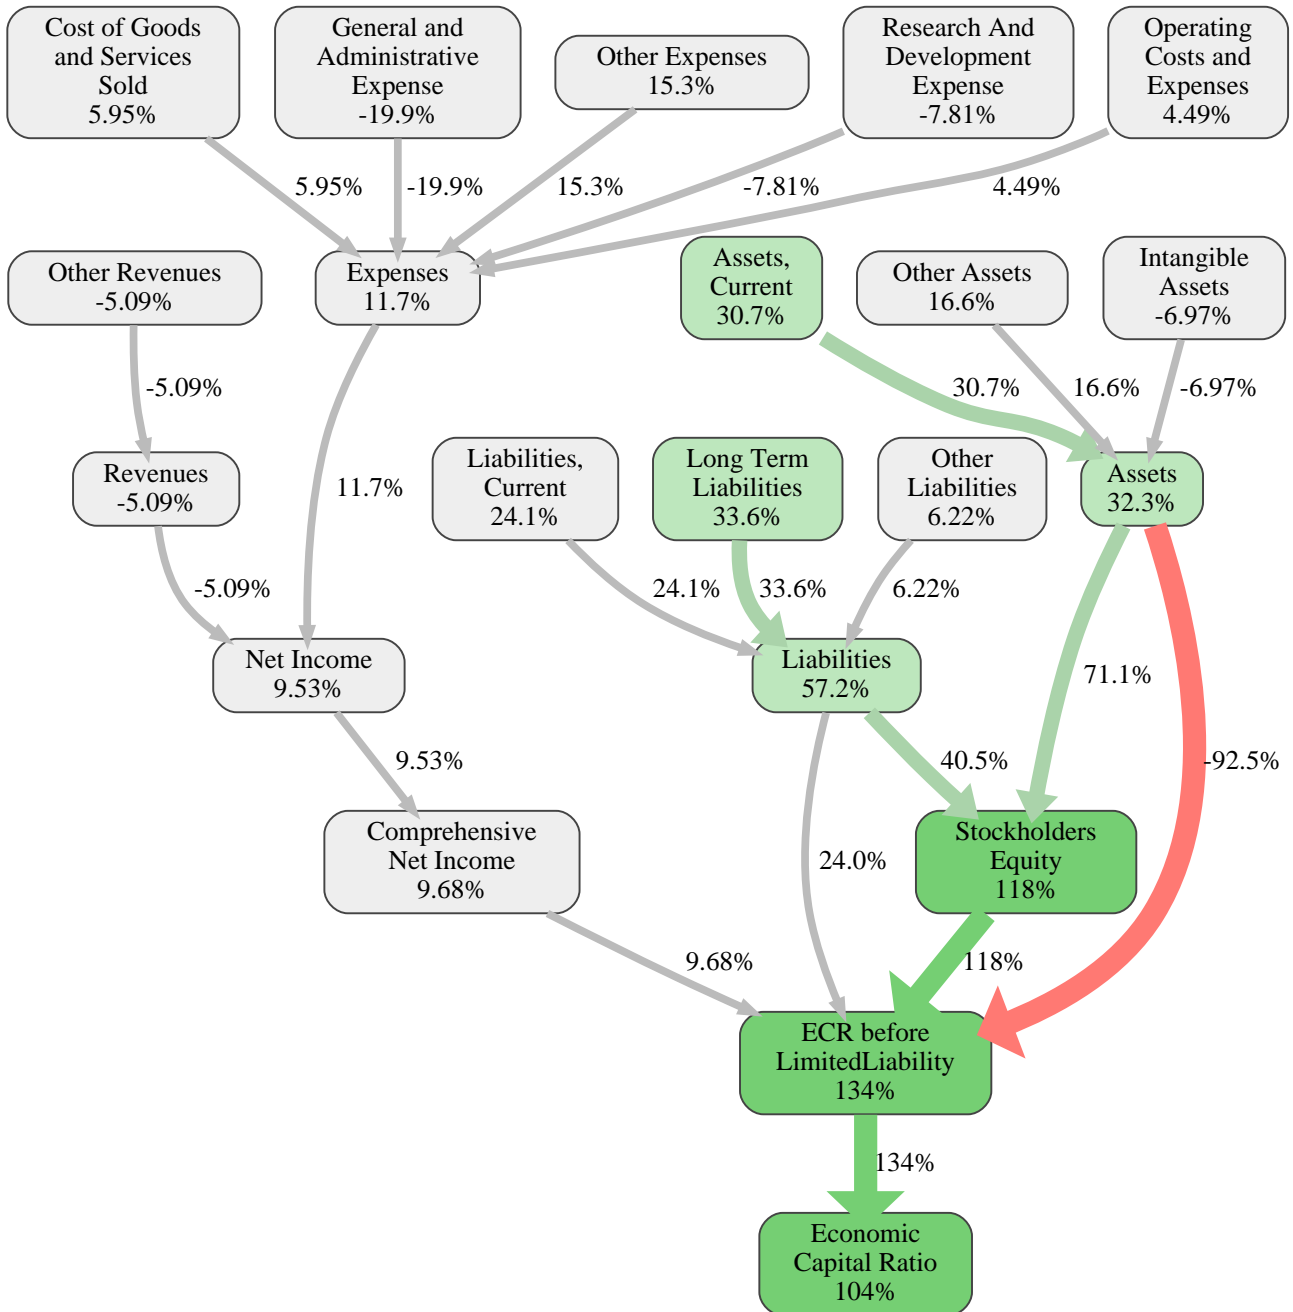 Cost of Goods
and Services
Sold
5.95%
General and
Administrative
Expense
-19.9%
Other Expenses
15.3%
Research And
Development
Expense
-7.81%
Operating
Costs and
Expenses
4.49%
5.95%
-19.9%
15.3%
-7.81%
4.49%
Other Revenues
-5.09%
Expenses
11.7%
Assets,
Current
30.7%
Other Assets
16.6%
Intangible
Assets
-6.97%
-5.09%
30.7%
16.6%
-6.97%
Revenues
-5.09%
11.7%
Liabilities,
Current
24.1%
Long Term
Liabilities
33.6%
Other
Liabilities
6.22%
Assets
32.3%
-5.09%
24.1%
33.6%
6.22%
Net Income
9.53%
Liabilities
57.2%
71.1%
9.53%
40.5%
-92.5%
Comprehensive
Net Income
9.68%
24.0%
Stockholders
Equity
118%
9.68%
118%
ECR before
LimitedLiability
134%
134%
Economic
Capital Ratio
104%